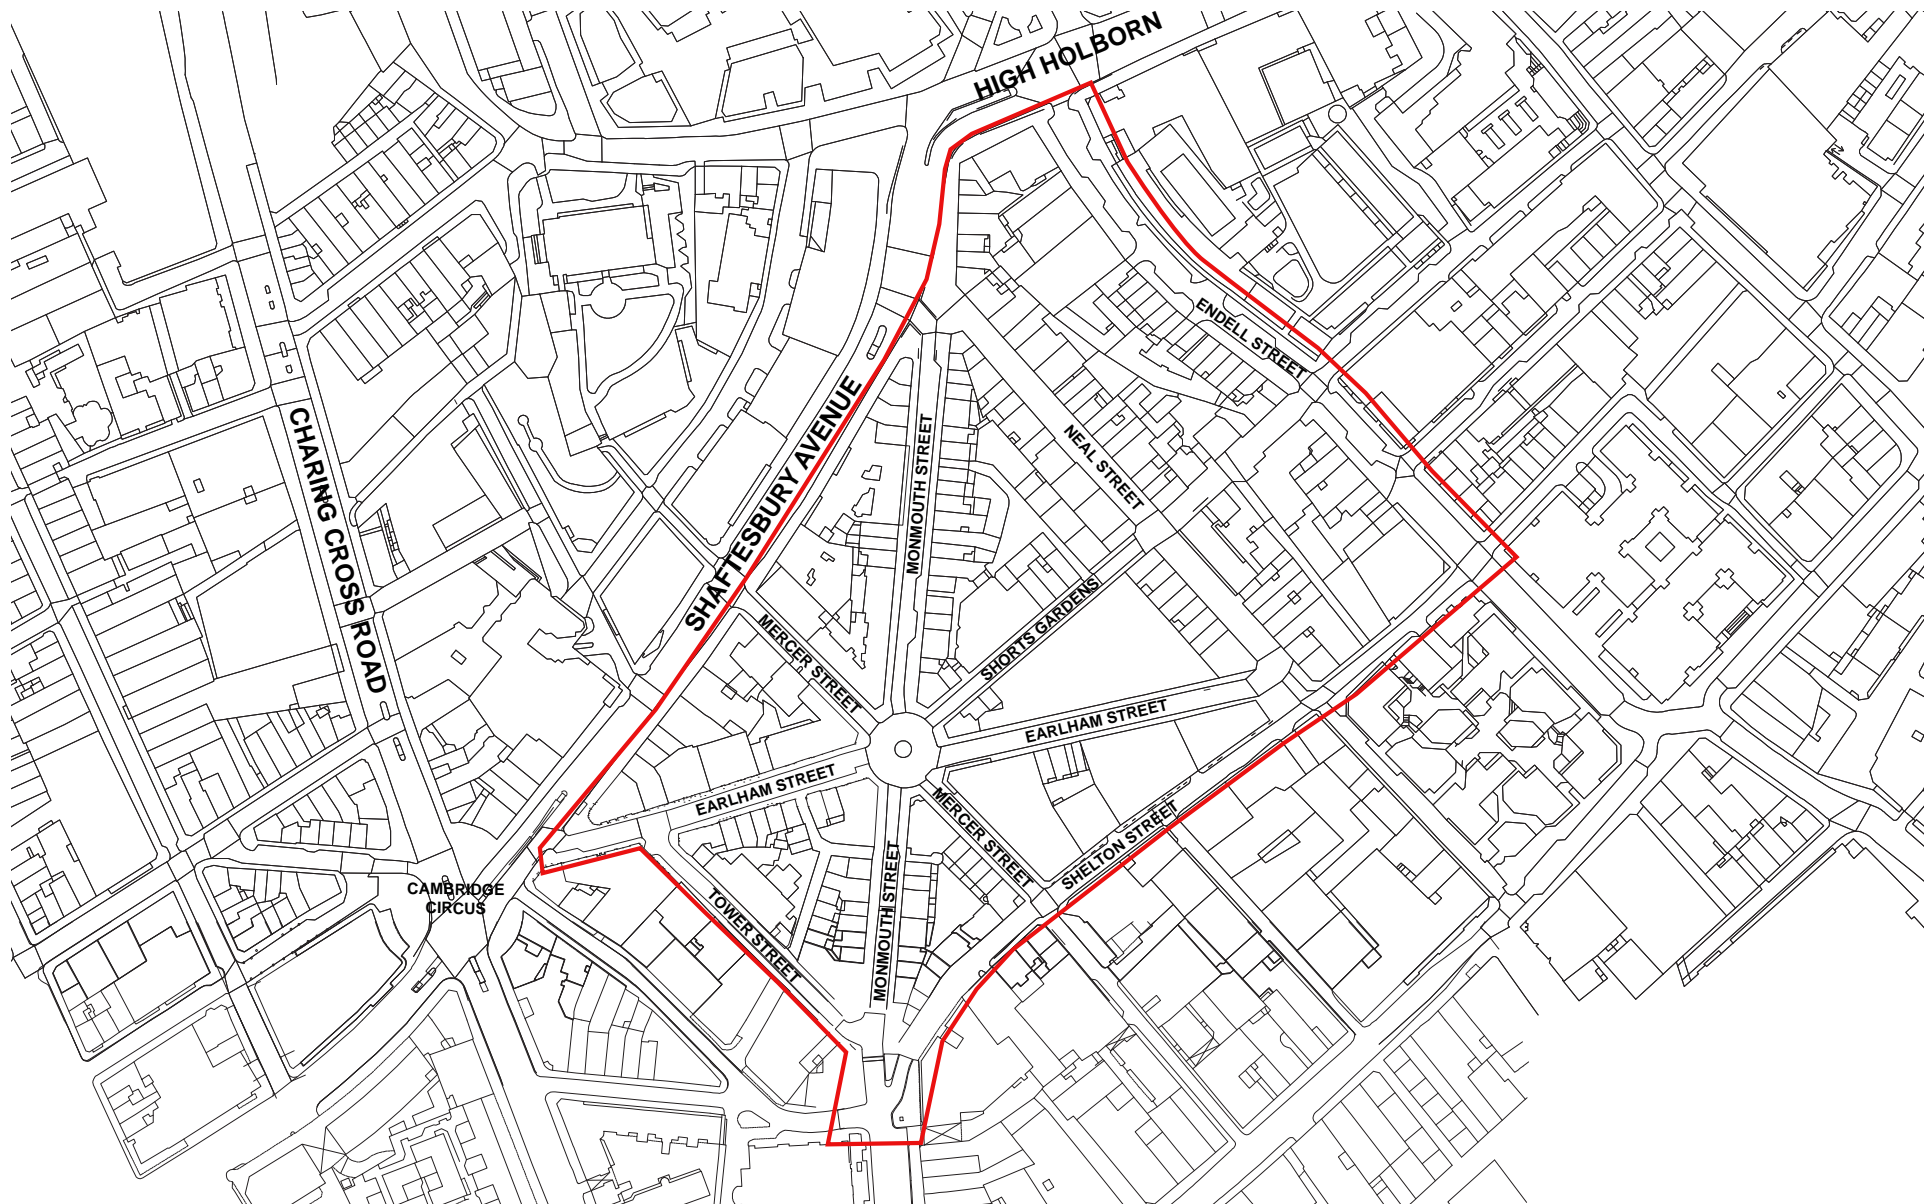 HIGH HOLBORN
ENDELL STREET
NEAL STREET
SHAFTESBURY AVENUE
MONMOUTH STREET
CHARING CROSS ROAD
SHORTS GARDENS
MERCER STREET
EARLHAM STREET
EARLHAM STREET
MERCER STREET
SHELTON STREET
MONMOUTH STREET
TOWER STREET
CAMBRIDGE
CIRCUS